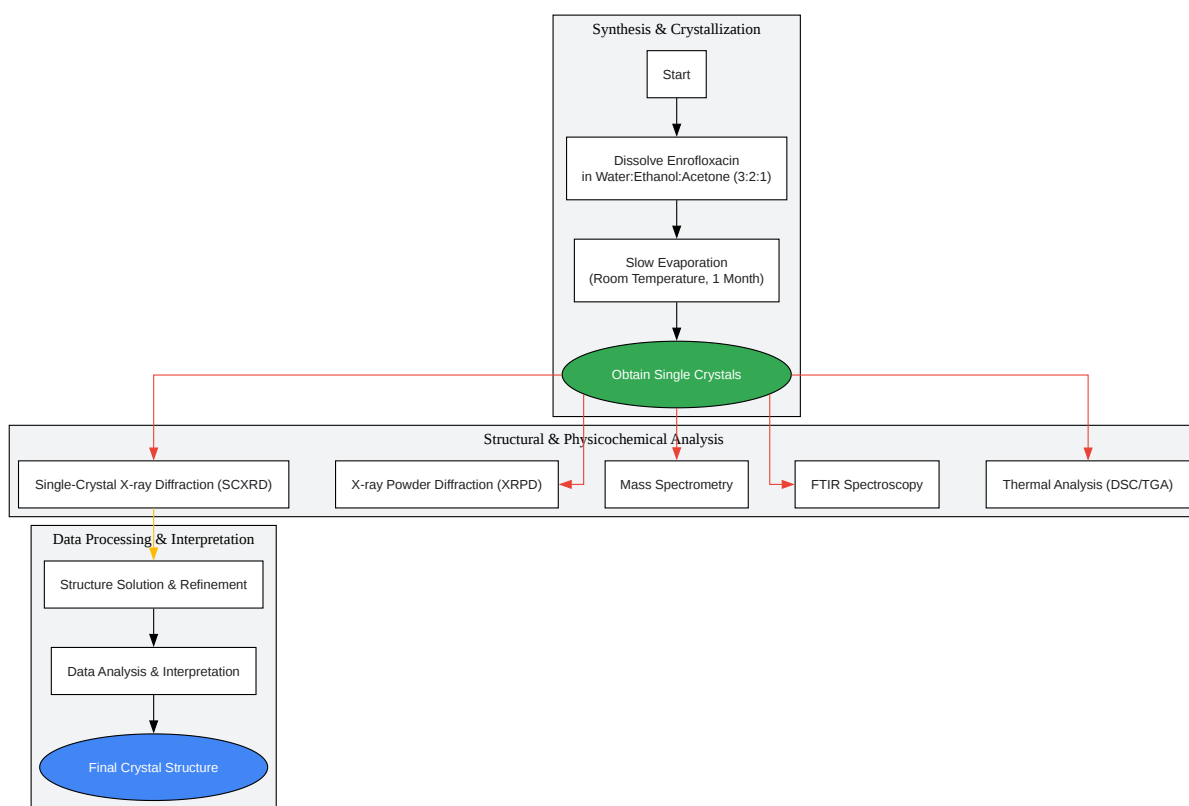 Synthesis & Crystallization
Start
Dissolve Enrofloxacin
in Water:Ethanol:Acetone (3:2:1)
Slow Evaporation
(Room Temperature, 1 Month)
Obtain Single Crystals
Structural & Physicochemical Analysis
Single-Crystal X-ray Diffraction (SCXRD)
X-ray Powder Diffraction (XRPD)
Mass Spectrometry
FTIR Spectroscopy
Thermal Analysis (DSC/TGA)
Data Processing & Interpretation
Structure Solution & Refinement
Data Analysis & Interpretation
Final Crystal Structure